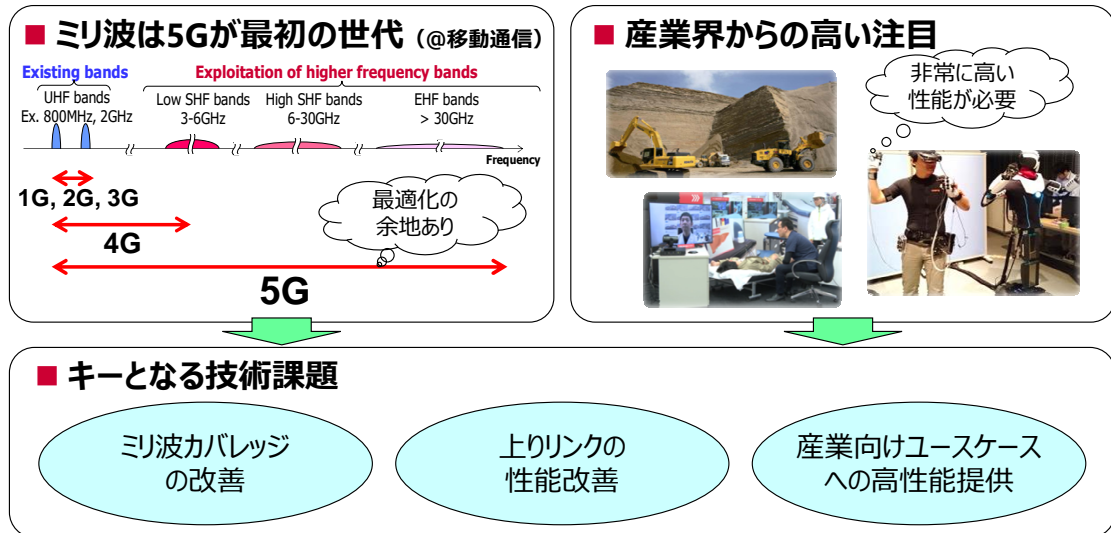 ■ ミリ波は5Gが最初の世代（@移動通信）
Existing bands
Exploitation of higher frequency bands
UHF bands
Ex. 800MHz, 2GHz
Low SHF bands
3-6GHz
High SHF bands
6-30GHz
EHF bands
> 30GHz
Frequency
1G, 2G, 3G
4G
5G
最適化の
余地あり
■ 産業界からの高い注目
非常に高い
性能が必要
■ キーとなる技術課題
ミリ波カバレッジ
の改善
上りリンクの
性能改善
産業向けユースケース
への高性能提供